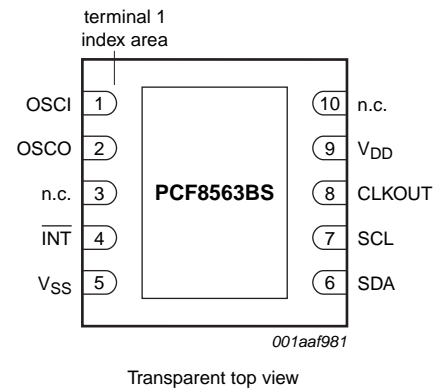 terminal 1
index area
OSCI 1
OSCO 2
n.c. 3
INT 4
VSS 5
PCF8563BS
10 n.c.
9 VDD
8 CLKOUT
7 SCL
6 SDA
001aaf981
Transparent top view